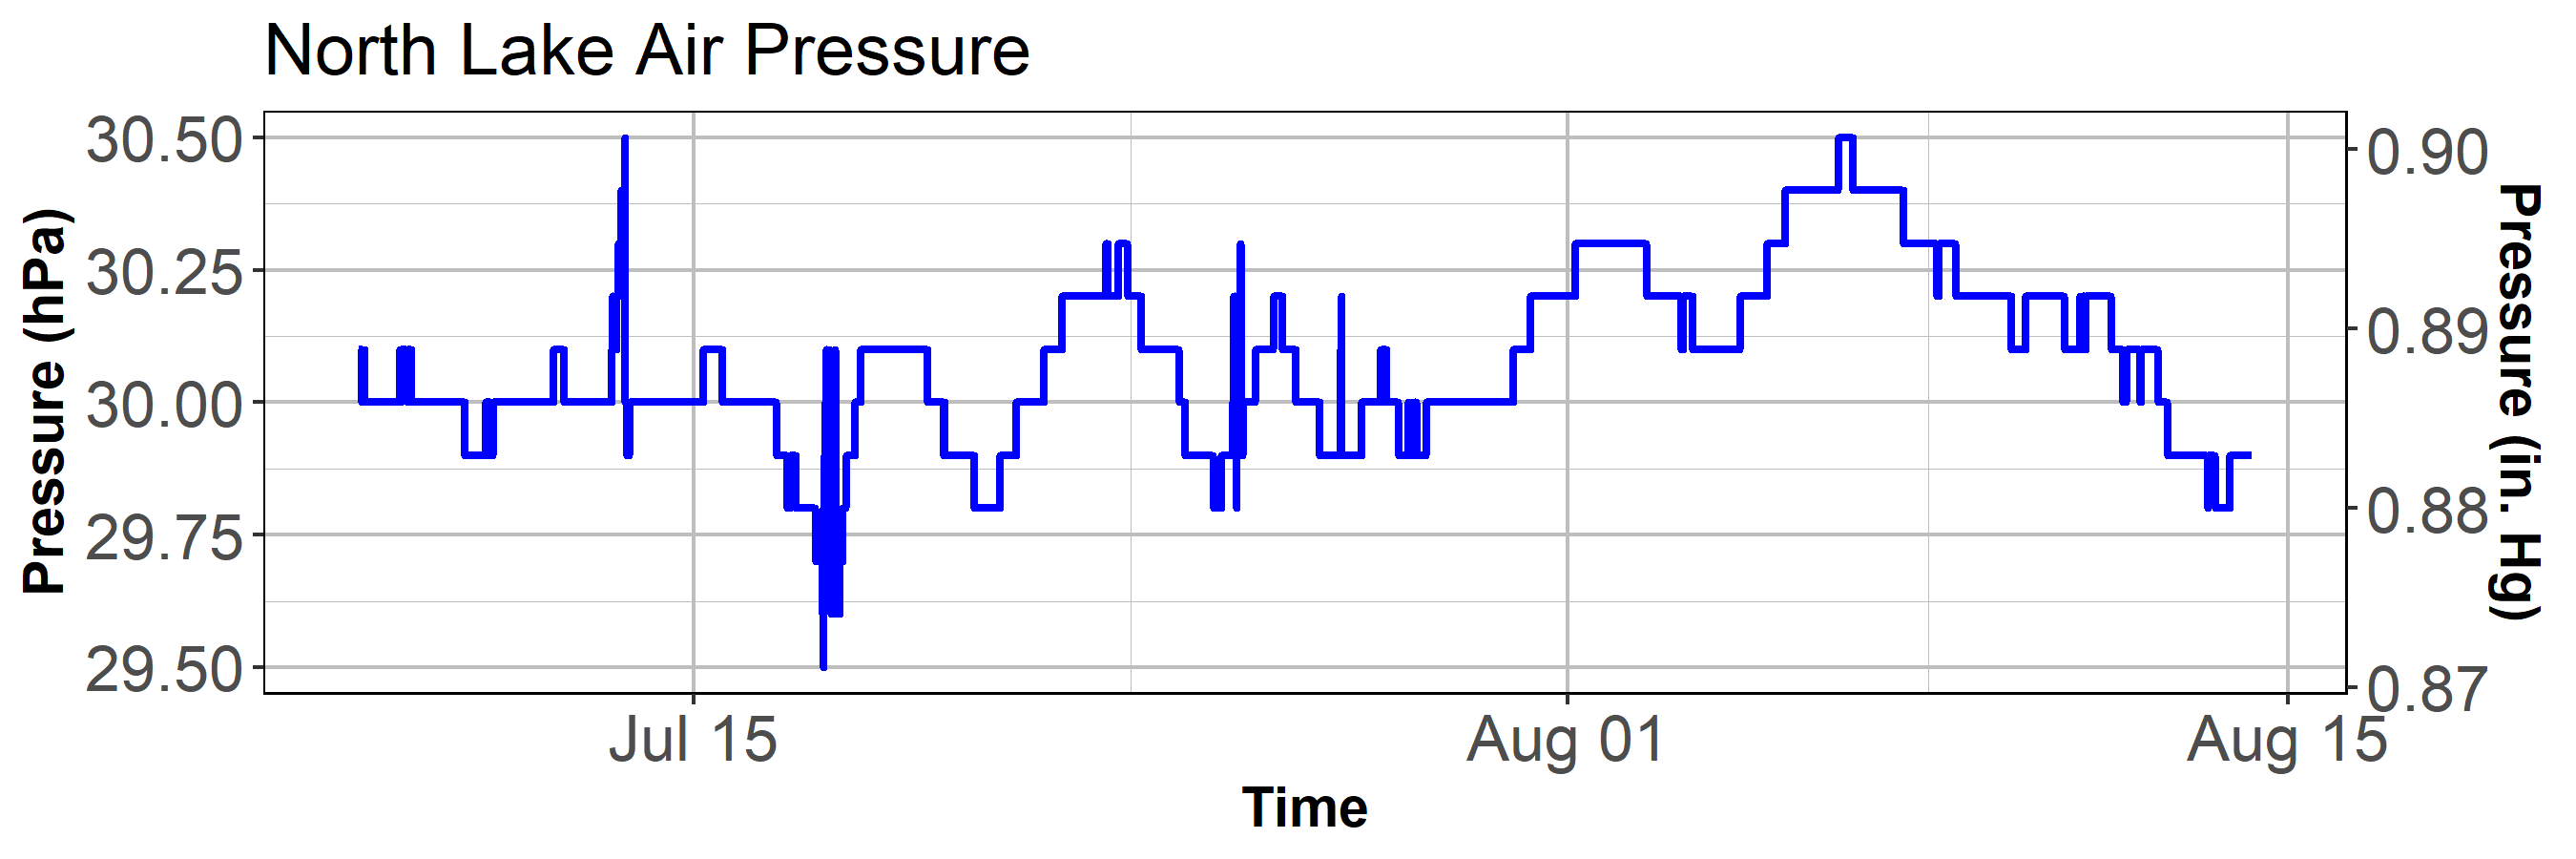 North Lake Air Pressure
Pressure (hPa)
30.50
30.25
30.00
29.75
29.50
0.90
0.89
0.88
0.87
Pressure (in. Hg)
Jul 15
Aug 01
Aug 15
Time